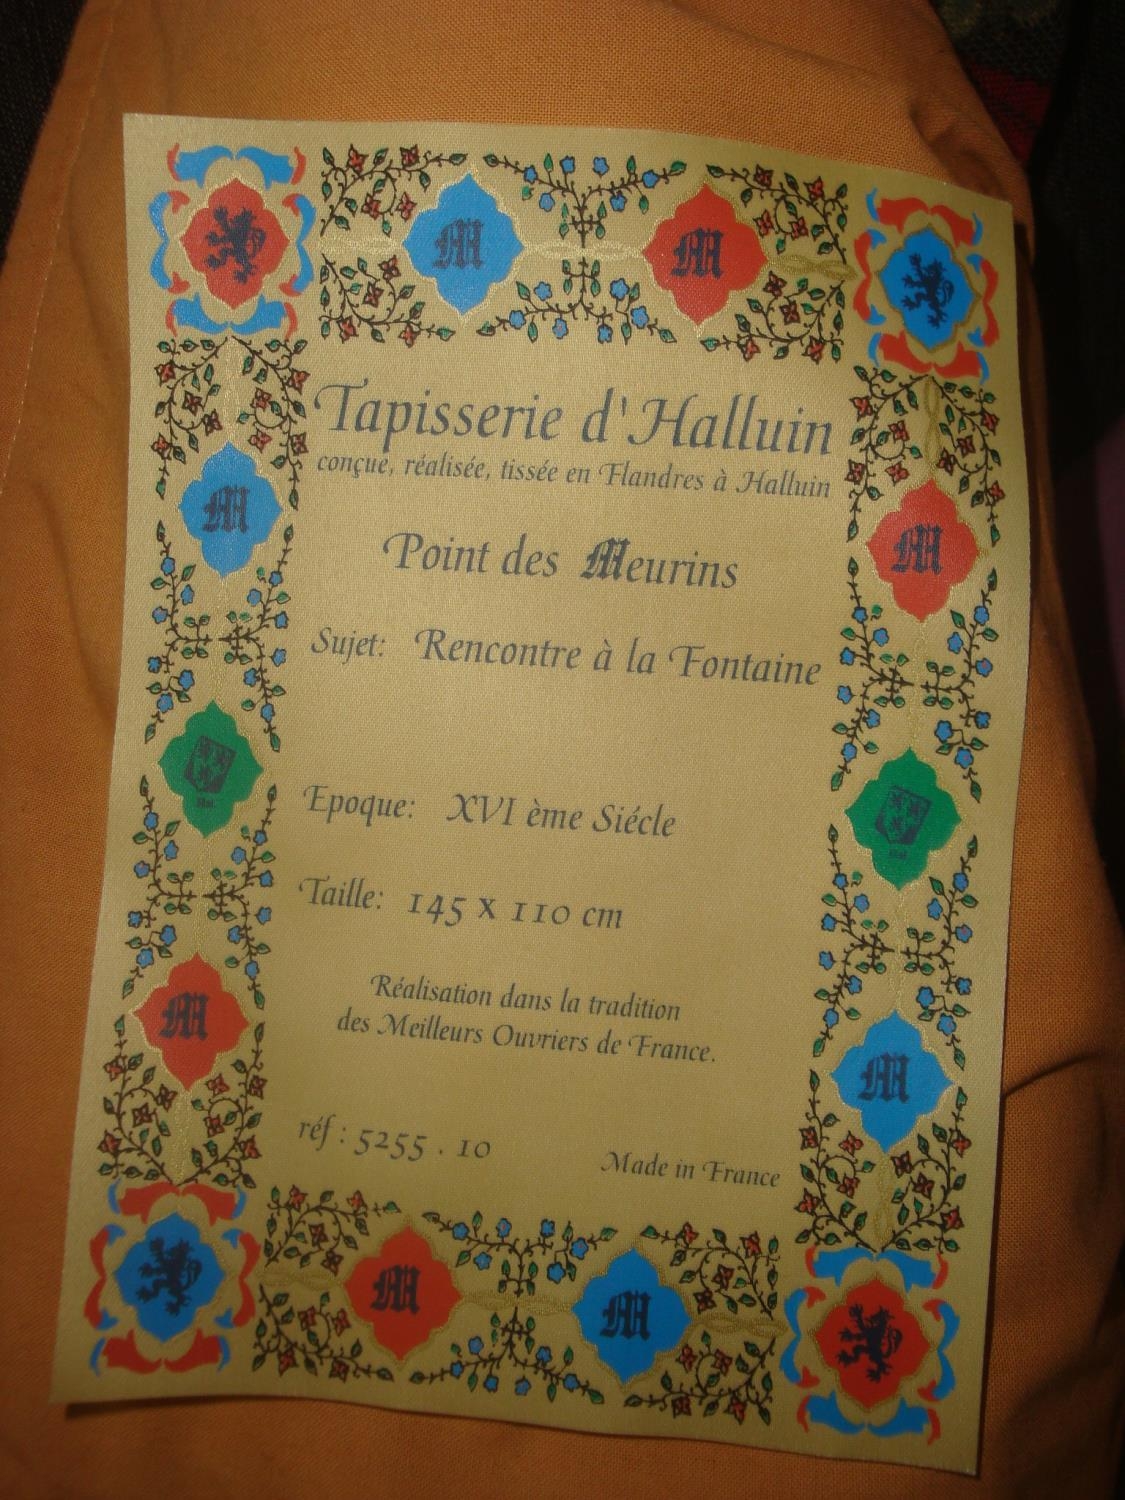 M M
Tapisserie d'Halluin
conçue, réalisée, tissée en Flandres à Halluin
M M
Point des Meurins
Sujet: Rencontre à la Fontaine
Epoque: XVI ème Siécle
Taille: 145 x 110 cm
Réalisation dans la tradition
des Meilleurs Ouvriers de France.
M M
réf : 5255 . 10
Made in France
M M